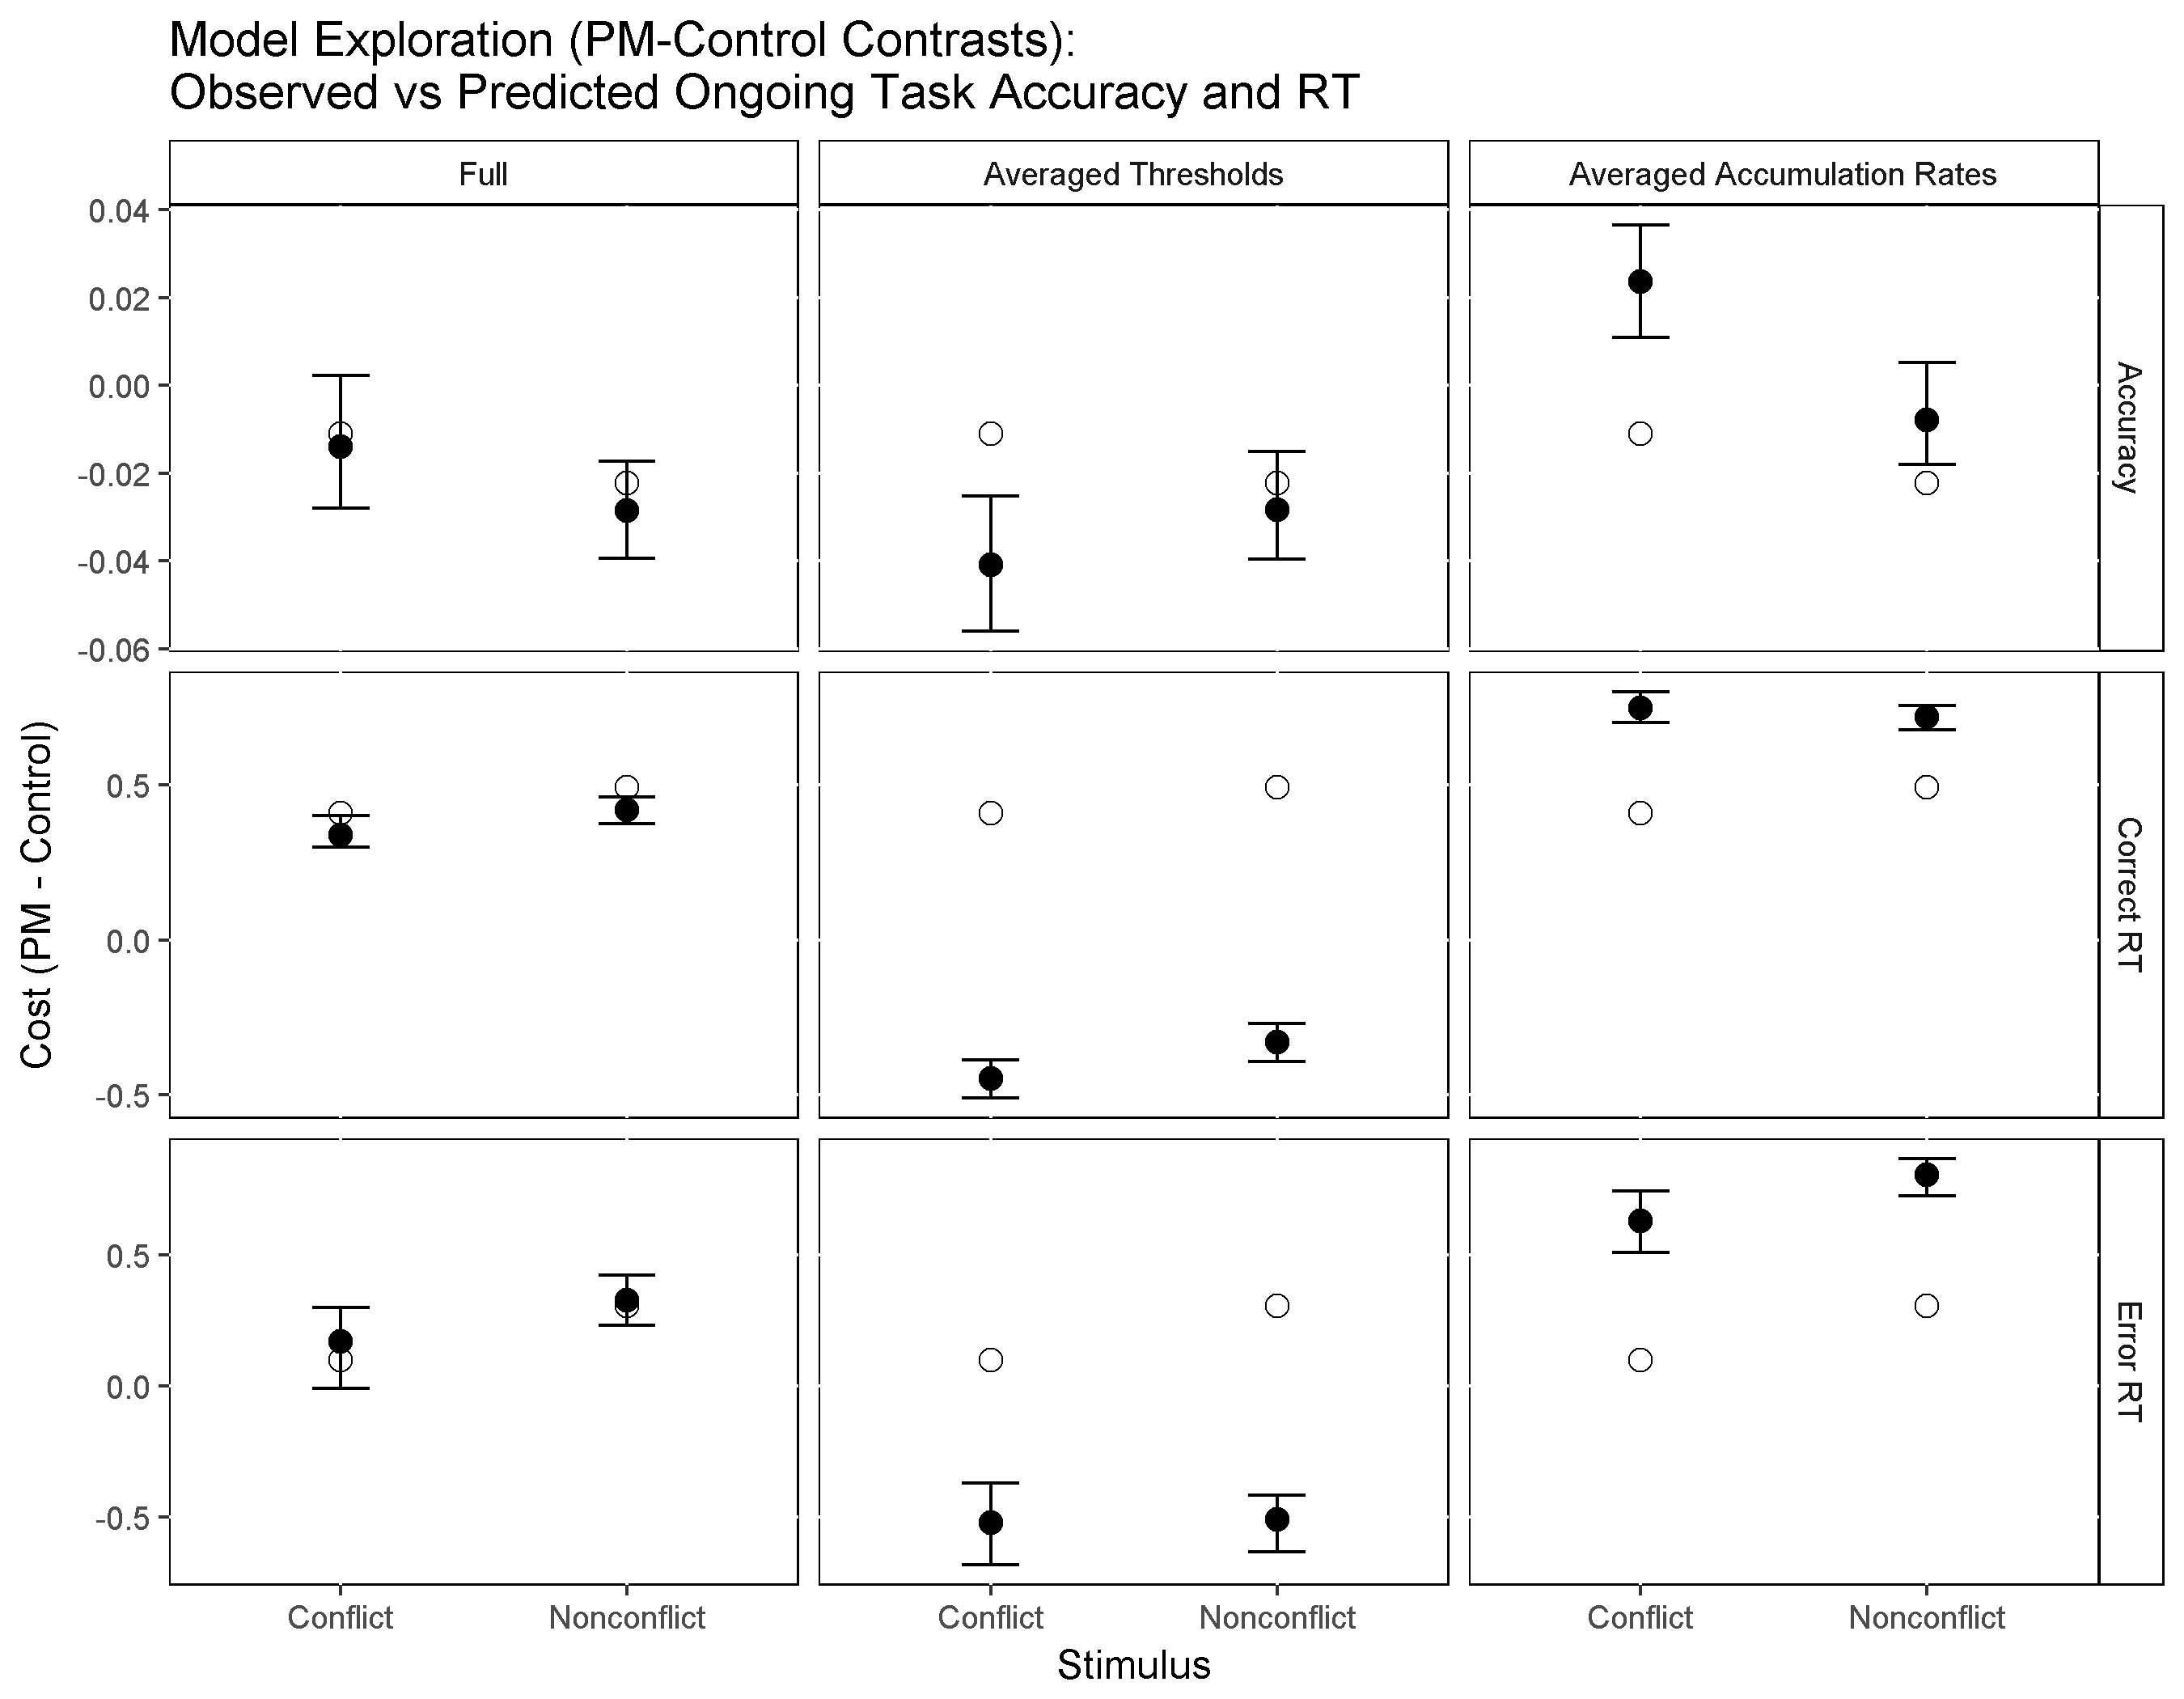 Model Exploration (PM-Control Contrasts):
Observed vs Predicted Ongoing Task Accuracy and RT
Full
Averaged Thresholds
Averaged Accumulation Rates
0.04
0.02
0.00
-0.02
-0.04
-0.06
Accuracy
0.5
0.0
-0.5
Correct RT
0.5
0.0
-0.5
Error RT
Cost (PM - Control)
Conflict
Nonconflict
Conflict
Nonconflict
Conflict
Nonconflict
Stimulus